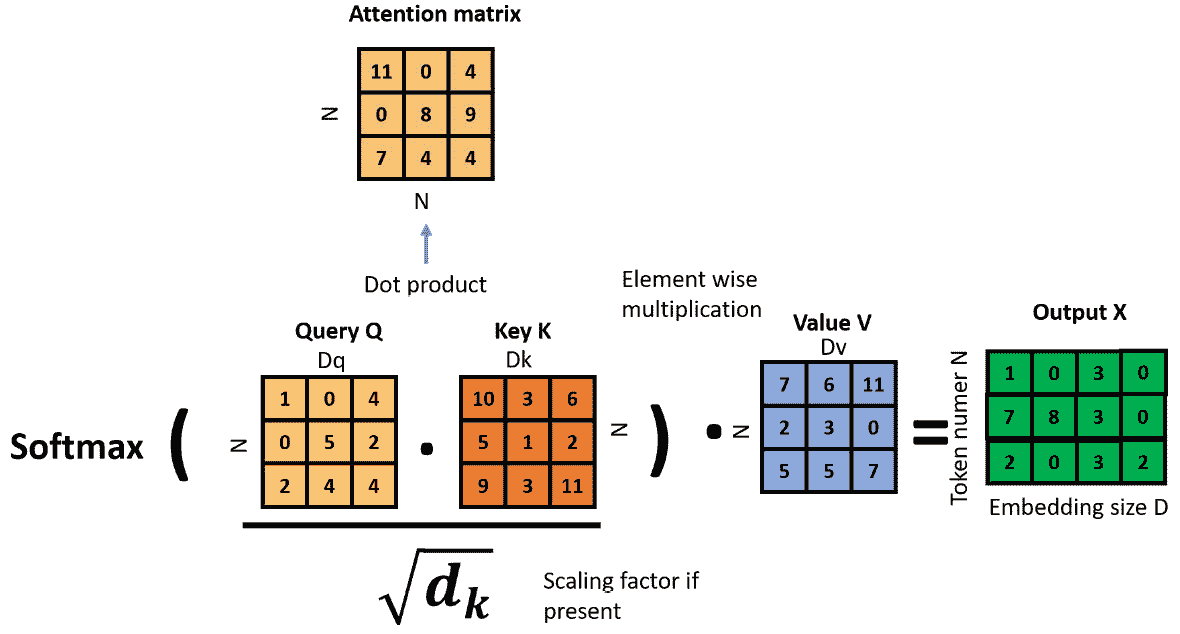 Attention matrix
11 0 4
N
0 8 9
7 4 4
N
Dot product
Element wise
multiplication
Query Q
Dq
1 0 4
0 5 2
2 4 4
N
Key K
Dk
10 3 6
5 1 2
9 3 11
N
Value V
Dv
7 6 11
2 3 0
5 5 7
N
Output X
1 0 3 0
7 8 3 0
2 0 3 2
Token numer N
Embedding size D
Softmax ( · ) · =
√dk
Scaling factor if
present